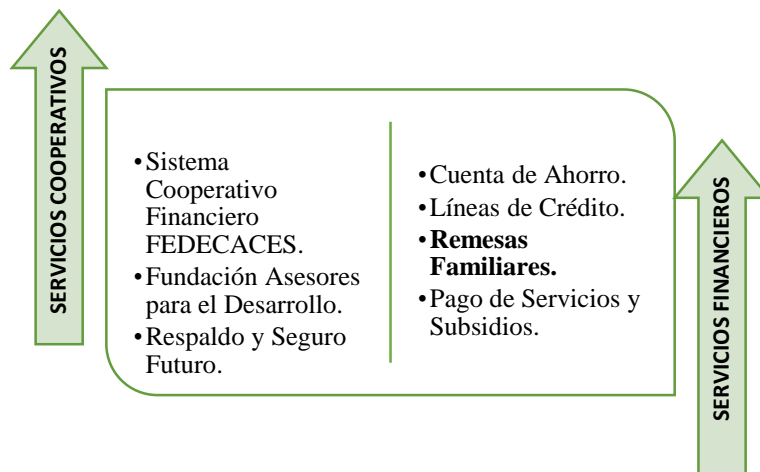 SERVICIOS COOPERATIVOS
•Sistema
Cooperativo
Financiero
FEDECACES.
•Fundación Asesores
para el Desarrollo.
•Respaldo y Seguro
Futuro.
•Cuenta de Ahorro.
•Líneas de Crédito.
•Remesas
Familiares.
•Pago de Servicios y
Subsidios.
SERVICIOS FINANCIEROS